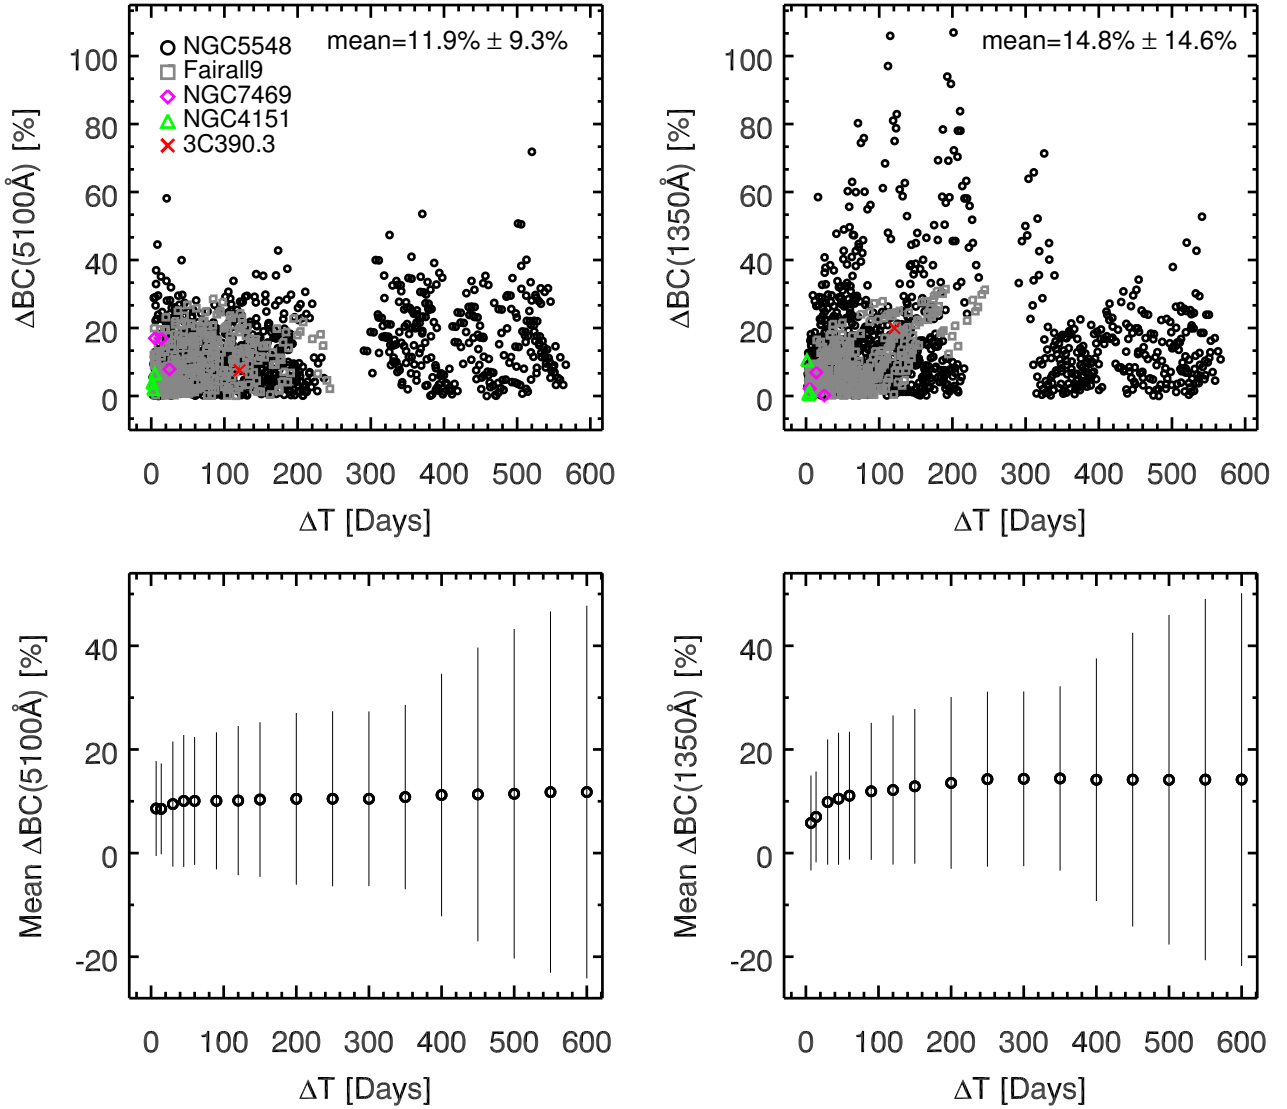 mean=11.9% ± 9.3%
NGC5548
Fairall9
NGC7469
NGC4151
3C390.3
ΔBC(5100Å) [%]
100
80
60
40
20
0
0 100 200 300 400 500 600
ΔT [Days]
mean=14.8% ± 14.6%
ΔBC(1350Å) [%]
100
80
60
40
20
0
0 100 200 300 400 500 600
ΔT [Days]
Mean ΔBC(5100Å) [%]
40
20
0
-20
0 100 200 300 400 500 600
ΔT [Days]
Mean ΔBC(1350Å) [%]
40
20
0
-20
0 100 200 300 400 500 600
ΔT [Days]